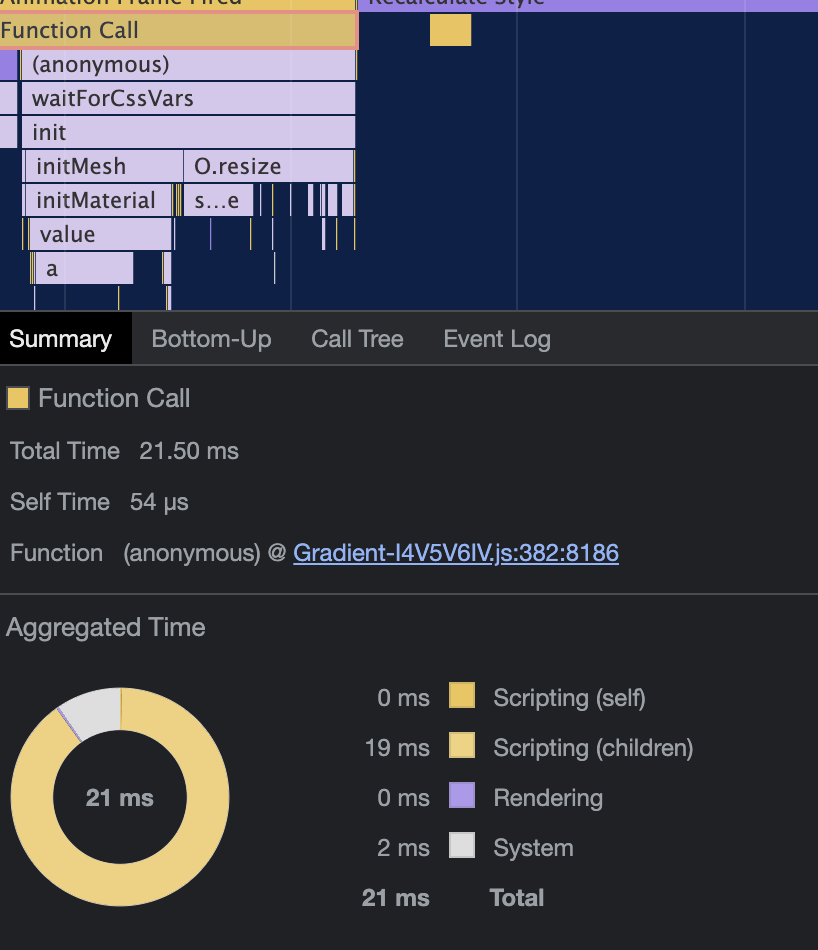 Animation Frame Fired
Recalculate Style
Function Call
(anonymous)
waitForCssVars
init
initMesh
O.resize
initMaterial
s...e
value
a
Summary
Bottom-Up
Call Tree
Event Log
Function Call
Total Time 21.50 ms
Self Time 54 µs
Function (anonymous) @ Gradient-I4V5V6IV.js:382:8186
Aggregated Time
21 ms
0 ms Scripting (self)
19 ms Scripting (children)
0 ms Rendering
2 ms System
21 ms Total